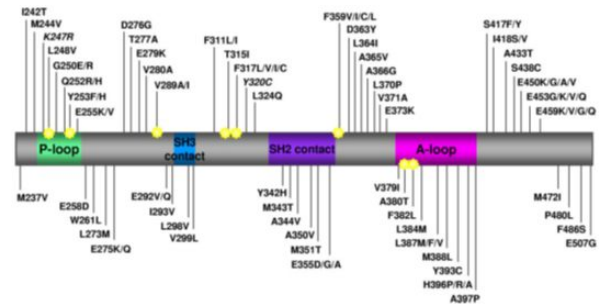 I242T
M244V
K247R
L248V
G250E/R
Q252R/H
Y253F/H
E255K/V
D276G
T277A
E279K
V280A
V289A/I
F311L/I
T315I
F317L/V/I/C
Y320C
L324Q
F359V/I/C/L
D363Y
L364I
A365V
A366G
L370P
V371A
E373K
S417F/Y
I418S/V
A433T
S438C
E450K/G/A/V
E453G/K/V/Q
E459K/V/G/Q
P-loop
SH3
contact
SH2 contact
A-loop
M237V
E258D
W261L
L273M
E275K/Q
E292V/Q
I293V
L298V
V299L
Y342H
M343T
A344V
A350V
M351T
E355D/G/A
V379I
A380T
F382L
L384M
L387M/F/V
M388L
Y393C
H396P/R/A
A397P
M472I
P480L
F486S
E507G